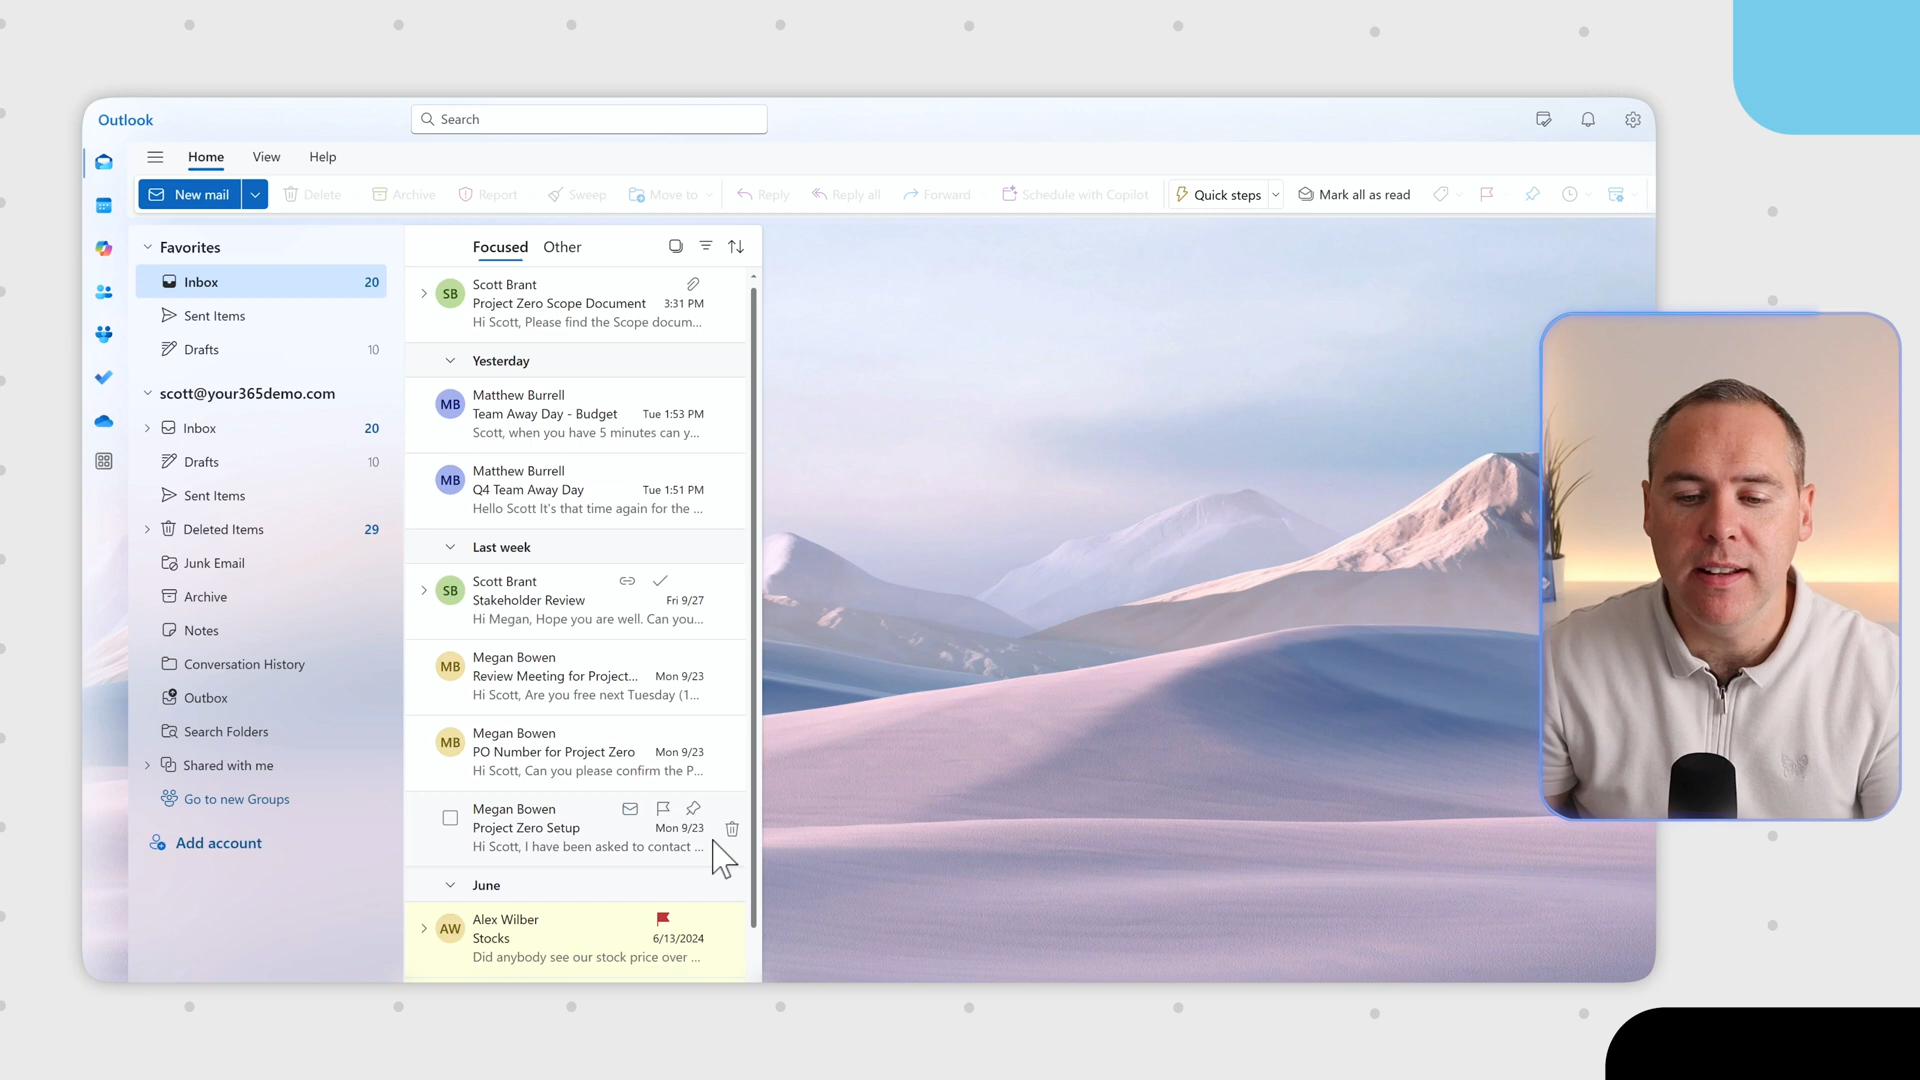 Outlook
Search
Home
View
Help
New mail
Delete
Archive
Report
Sweep
Move to
Reply
Reply all
Forward
Schedule with Copilot
Quick steps
Mark all as read
Favorites
Inbox 20
Sent Items
Drafts 10
scott@your365demo.com
Inbox 20
Drafts 10
Sent Items
Deleted Items 29
Junk Email
Archive
Notes
Conversation History
Outbox
Search Folders
Shared with me
Go to new Groups
Add account
Focused
Other
SB
Scott Brant
Project Zero Scope Document 3:31 PM
Hi Scott, Please find the Scope docum...
Yesterday
MB
Matthew Burrell
Team Away Day - Budget Tue 1:53 PM
Scott, when you have 5 minutes can y...
MB
Matthew Burrell
Q4 Team Away Day Tue 1:51 PM
Hello Scott It's that time again for the ...
Last week
SB
Scott Brant
Stakeholder Review Fri 9/27
Hi Megan, Hope you are well. Can you...
MB
Megan Bowen
Review Meeting for Project... Mon 9/23
Hi Scott, Are you free next Tuesday (1...
MB
Megan Bowen
PO Number for Project Zero Mon 9/23
Hi Scott, Can you please confirm the P...
Megan Bowen
Project Zero Setup Mon 9/23
Hi Scott, I have been asked to contact ...
June
AW
Alex Wilber
Stocks 6/13/2024
Did anybody see our stock price over ...